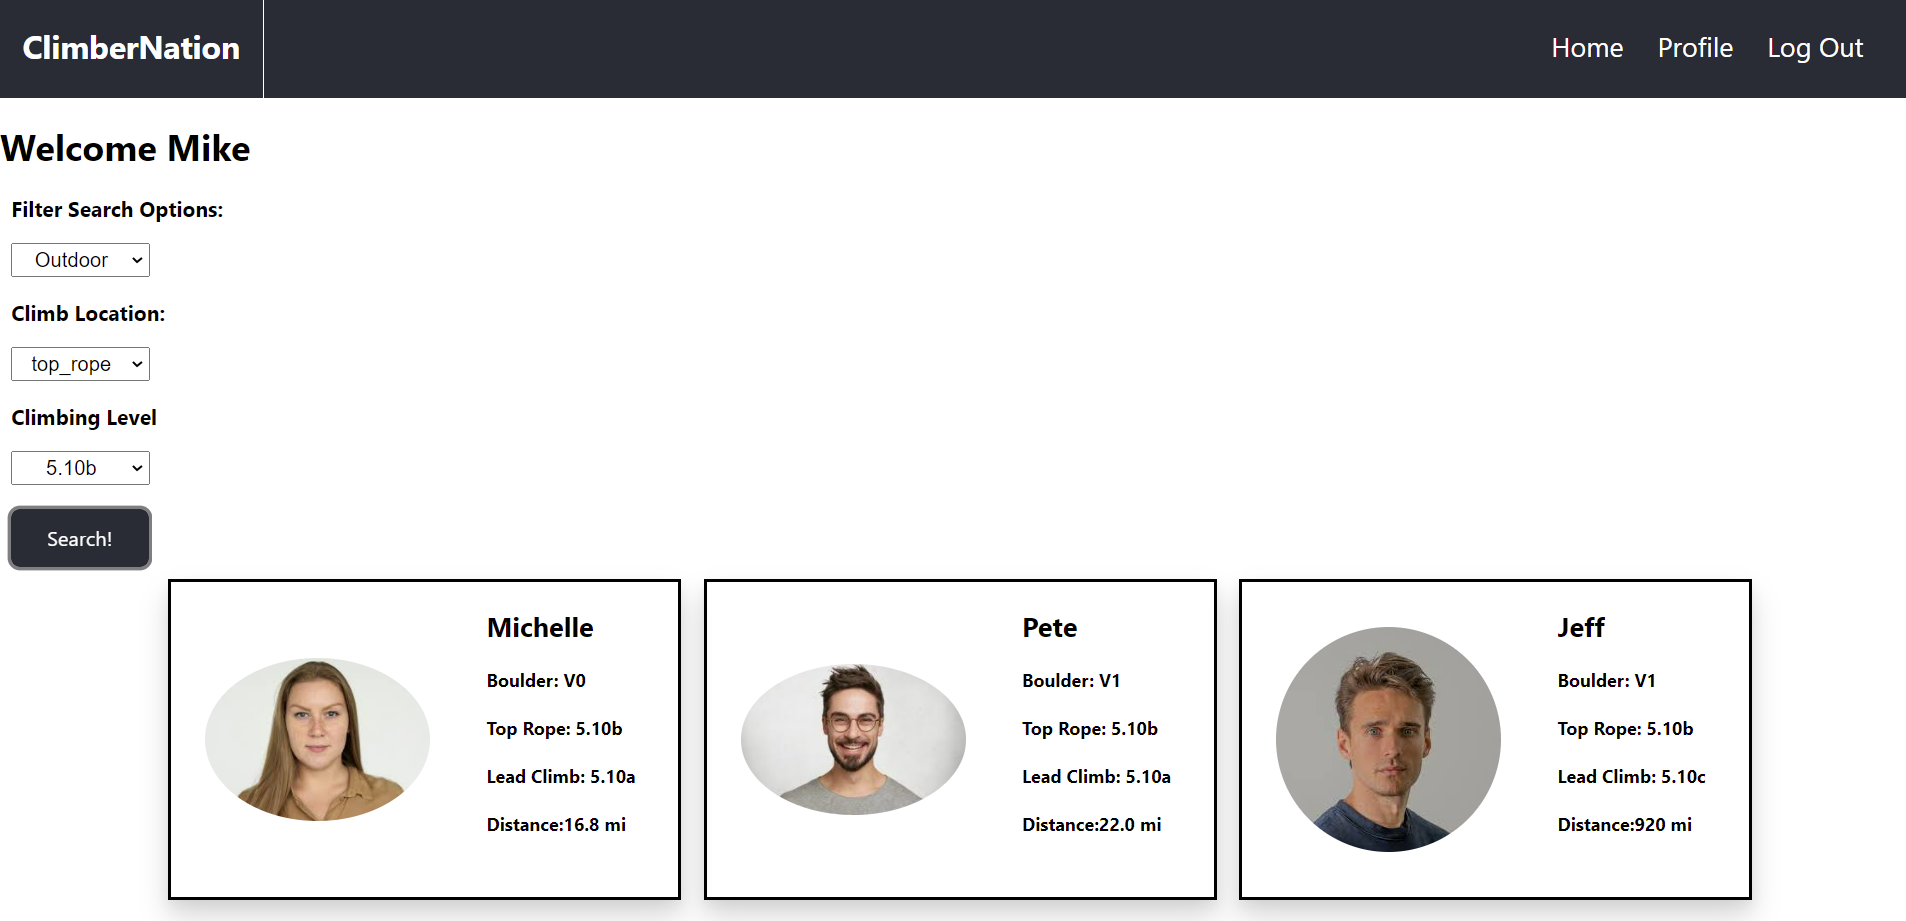 ClimberNation
Home Profile Log Out
Welcome Mike
Filter Search Options:
Outdoor
Climb Location:
top_rope
Climbing Level
5.10b
Search!
Michelle
Boulder: V0
Top Rope: 5.10b
Lead Climb: 5.10a
Distance:16.8 mi
Pete
Boulder: V1
Top Rope: 5.10b
Lead Climb: 5.10a
Distance:22.0 mi
Jeff
Boulder: V1
Top Rope: 5.10b
Lead Climb: 5.10c
Distance:920 mi